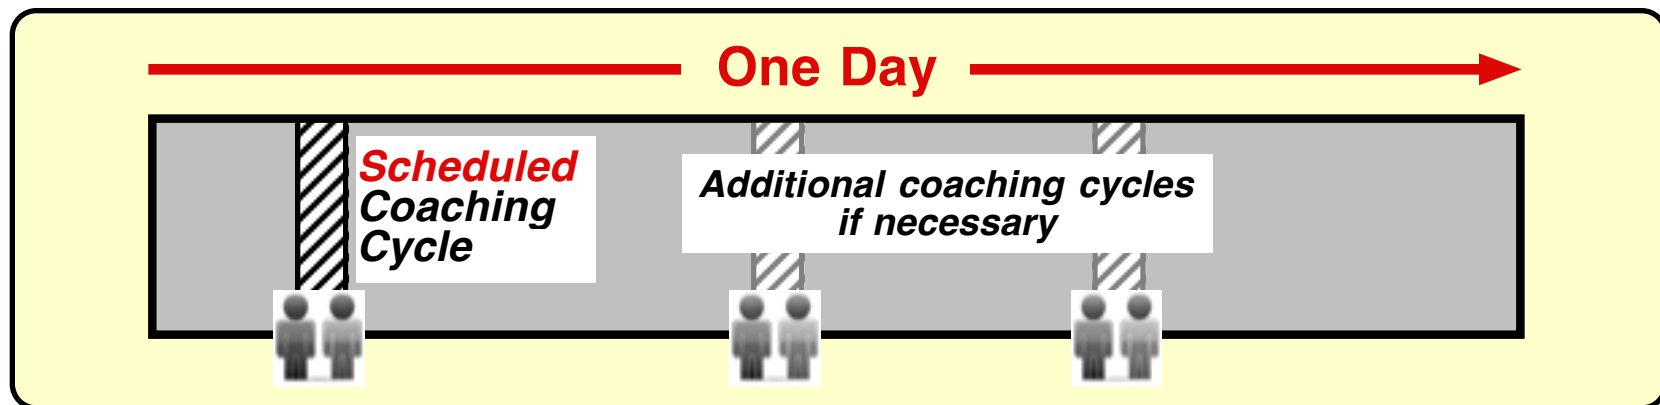 One Day
Scheduled
Coaching
Cycle
Additional coaching cycles
if necessary